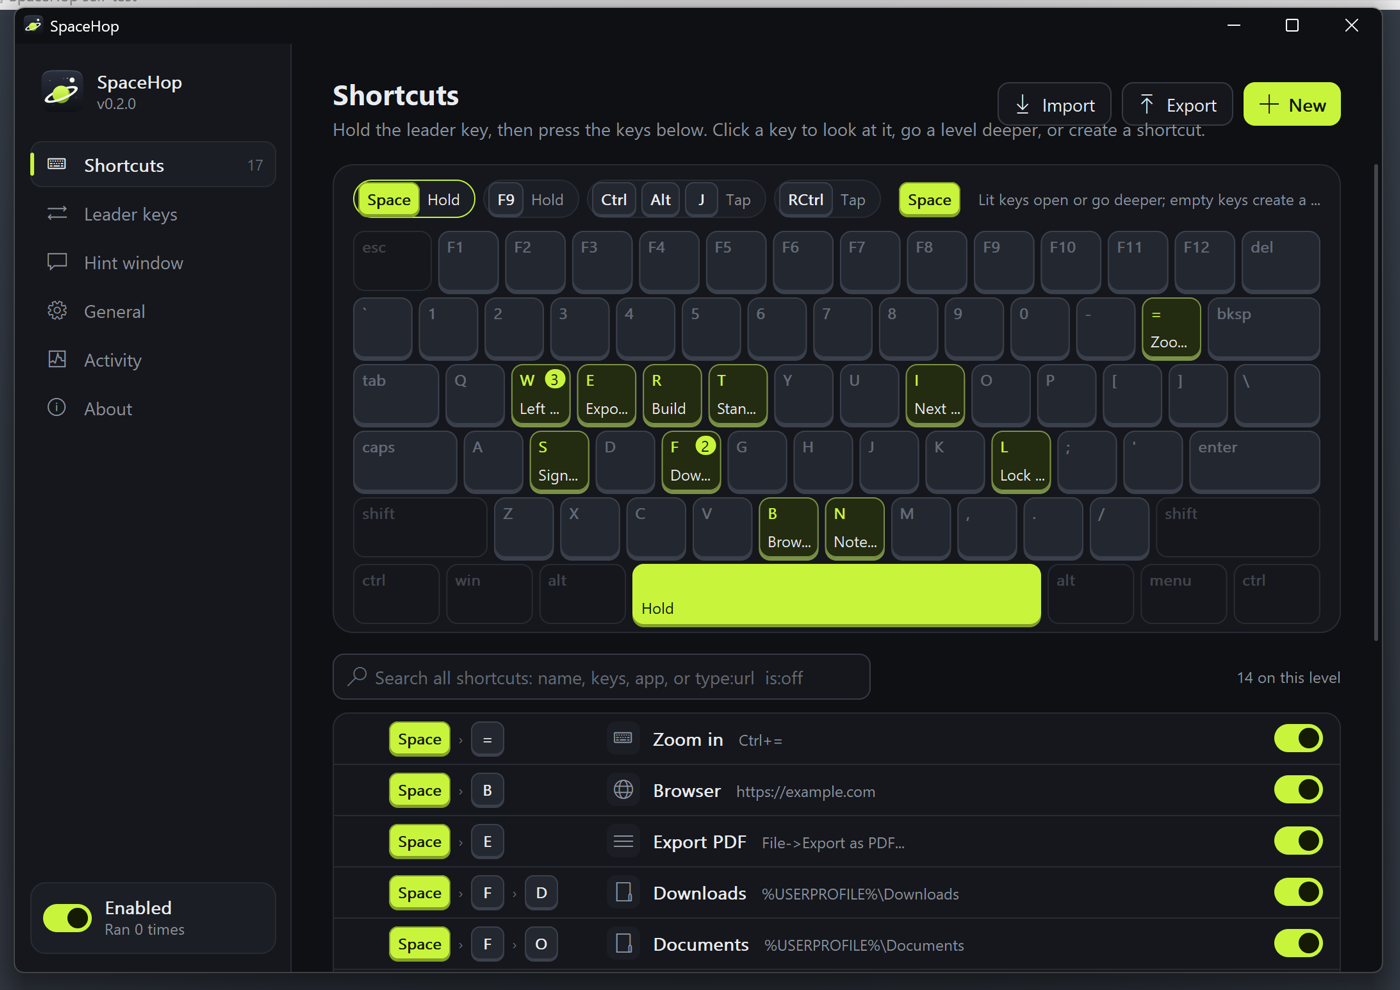 SpaceHop
SpaceHop
v0.2.0
Shortcuts 17
Leader keys
Hint window
General
Activity
About
Enabled
Ran 0 times
Shortcuts
Import
Export
New
Hold the leader key, then press the keys below. Click a key to look at it, go a level deeper, or create a shortcut.
Space Hold F9 Hold Ctrl Alt J Tap RCtrl Tap Space Lit keys open or go deeper; empty keys create a ...
esc F1 F2 F3 F4 F5 F6 F7 F8 F9 F10 F11 F12 del
` 1 2 3 4 5 6 7 8 9 0 - = bksp
Zoo...
tab Q W 3 E R T Y U I O P [ ] \
Left ... Expo... Build Stan... Next ...
caps A S D F 2 G H J K L ; ' enter
Sign... Dow... Lock ...
shift Z X C V B N M , . / shift
Brow... Note...
ctrl win alt alt menu ctrl
Hold
Search all shortcuts: name, keys, app, or type:url is:off
14 on this level
Space › = Zoom in Ctrl+=
Space › B Browser https://example.com
Space › E Export PDF File->Export as PDF...
Space › F › D Downloads %USERPROFILE%\Downloads
Space › F › O Documents %USERPROFILE%\Documents